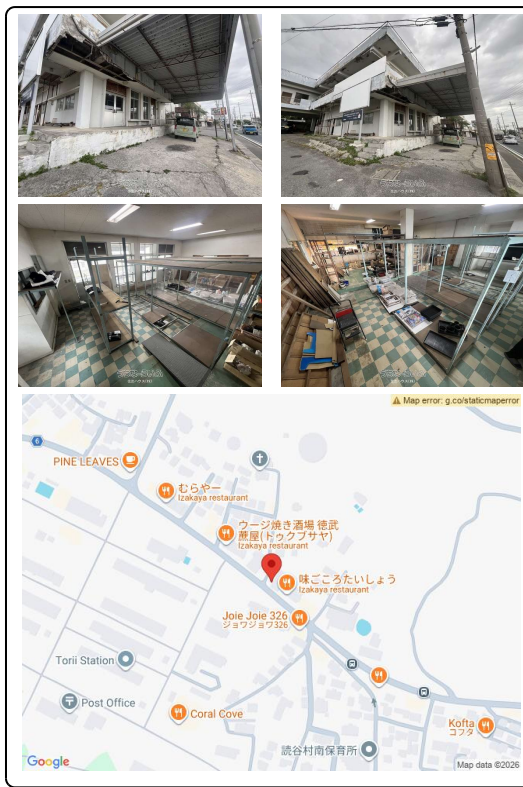 Map error: g.co/staticmaperror
6
PINE LEAVES
むらやー
Izakaya restaurant
ウージ焼き酒場 徳武
蔗屋(トゥクブサヤ)
Izakaya restaurant
味ごころたいしょう
Izakaya restaurant
Joie Joie 326
ジョワジョワ326
Torii Station
Post Office
Coral Cove
Kofta
コフタ
読谷村南保育所
Google
Map data ©2026